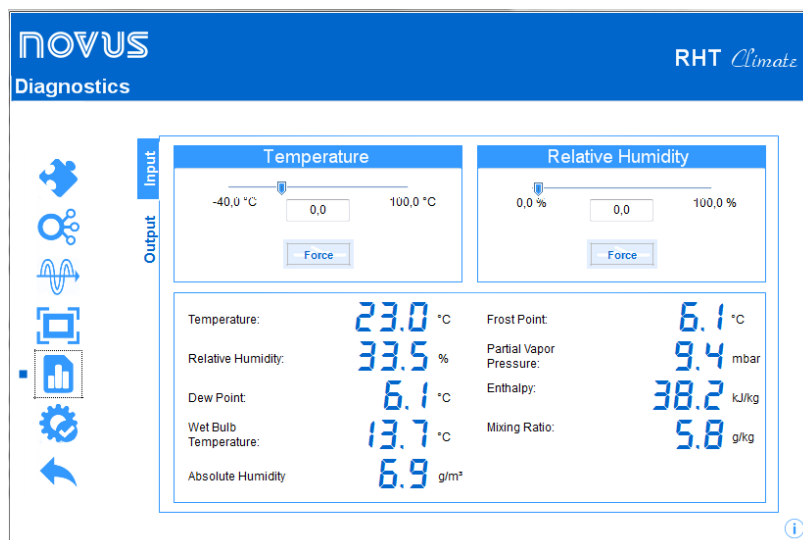 novus
RHT Climate
Diagnostics
Input
Output
Temperature
-40,0 °C
0,0
100,0 °C
Force
Relative Humidity
0,0 %
0,0
100,0 %
Force
Temperature: 23.0 °C
Relative Humidity: 33.5 %
Dew Point: 6.1 °C
Wet Bulb
Temperature: 13.7 °C
Absolute Humidity 6.9 g/m³
Frost Point: 6.1 °C
Partial Vapor
Pressure: 9.4 mbar
Enthalpy: 38.2 kJ/kg
Mixing Ratio: 5.8 g/kg
i